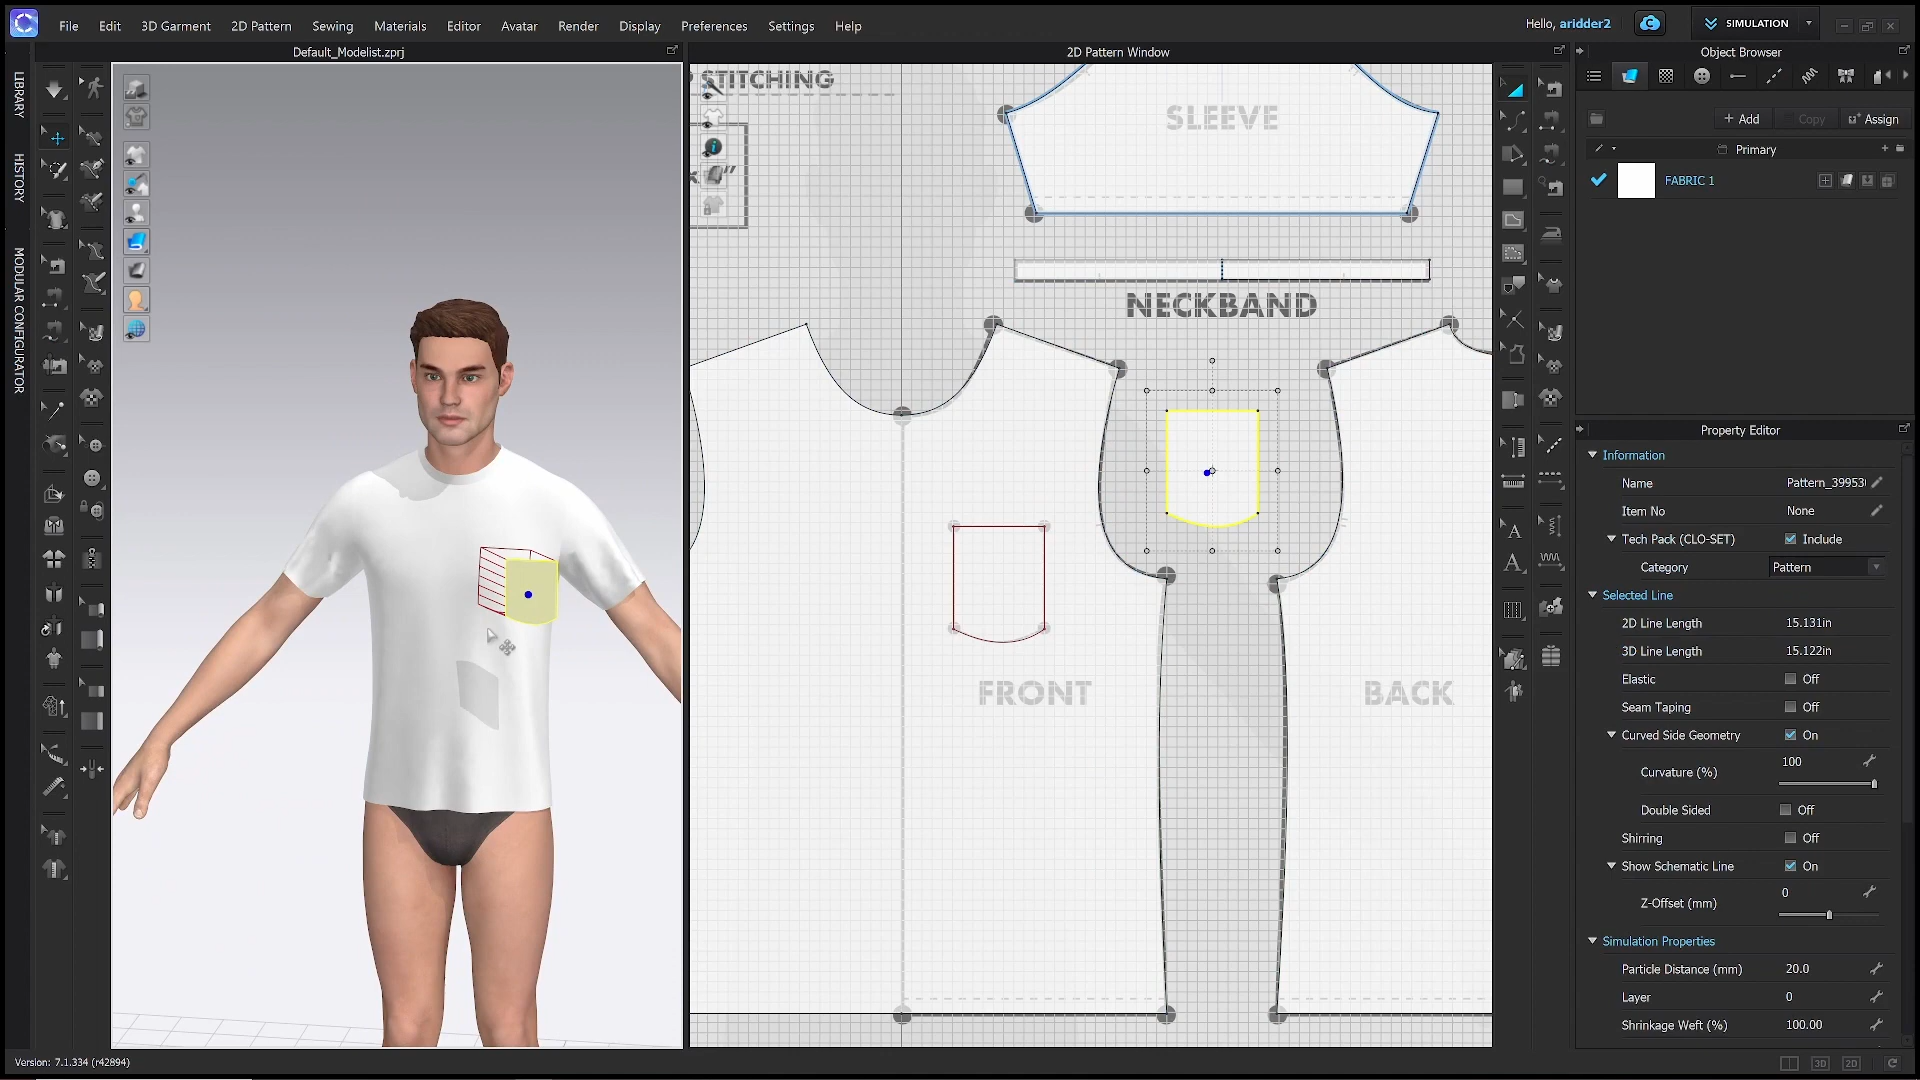 File Edit 3D Garment 2D Pattern Sewing Materials Editor Avatar Render Display Preferences Settings Help
Hello, aridder2
SIMULATION
Default_Modelist.zprj
2D Pattern Window
Object Browser
LIBRARY
HISTORY
MODULAR CONFIGURATOR
STITCHING
SLEEVE
NECKBAND
FRONT
BACK
+ Add Copy Assign
Primary
FABRIC 1
Property Editor
Information
Name Pattern_39953
Item No None
Tech Pack (CLO-SET) Include
Category Pattern
Selected Line
2D Line Length 15.131in
3D Line Length 15.122in
Elastic Off
Seam Taping Off
Curved Side Geometry On
Curvature (%) 100
Double Sided Off
Shirring Off
Show Schematic Line On
Z-Offset (mm) 0
Simulation Properties
Particle Distance (mm) 20.0
Layer 0
Shrinkage Weft (%) 100.00
Version: 7.1.334 (r42894)
3D 2D